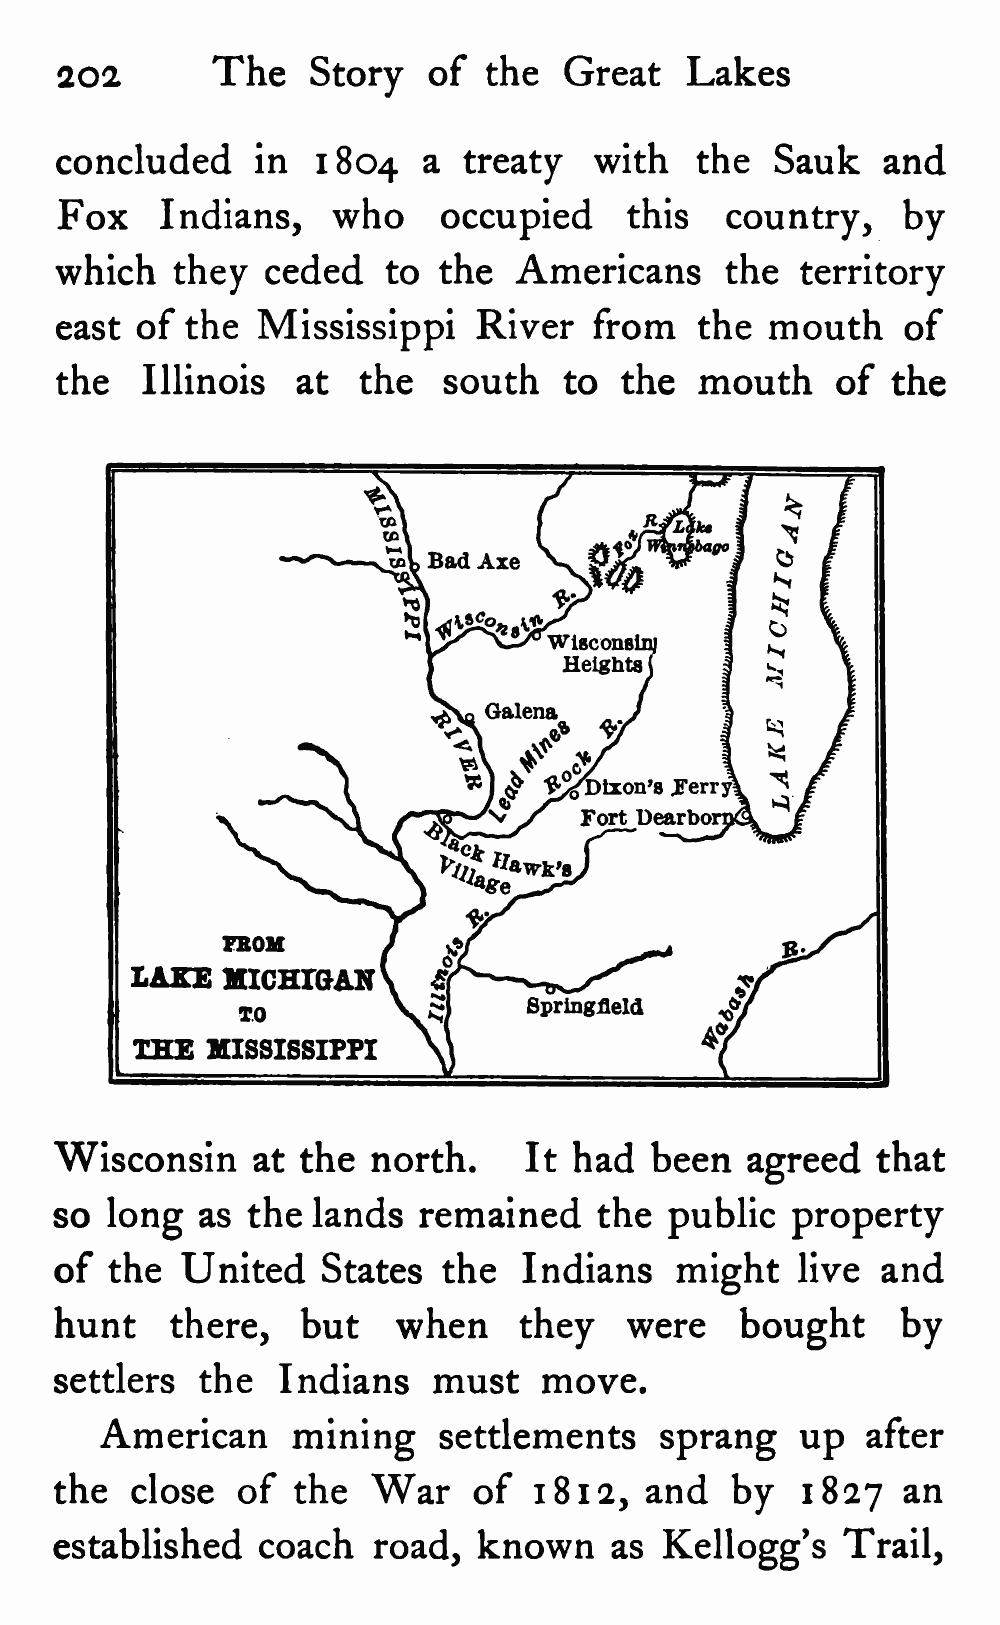 202 The Story of the Great Lakes
concluded in 1804 a treaty with the Sauk and
Fox Indians, who occupied this country, by
which they ceded to the Americans the territory
east of the Mississippi River from the mouth of
the Illinois at the south to the mouth of the
MISSISSIPPI
RIVER
Bad Axe
Wisconsin R.
Fox R.
Lake
Winnebago
LAKE MICHIGAN
Wisconsin
Heights
Galena
Lead Mines
Rock R.
Dixon's Ferry
Fort Dearborn
Black Hawk's
Village
Illinois R.
Springfield
Wabash R.
FROM
LAKE MICHIGAN
TO
THE MISSISSIPPI
Wisconsin at the north. It had been agreed that
so long as the lands remained the public property
of the United States the Indians might live and
hunt there, but when they were bought by
settlers the Indians must move.
American mining settlements sprang up after
the close of the War of 1812, and by 1827 an
established coach road, known as Kellogg's Trail,